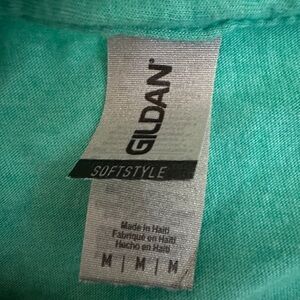 GILDAN
SOFTSTYLE
Made in Haiti
Fabriqué en Haïti
Hecho en Haití
M | M | M